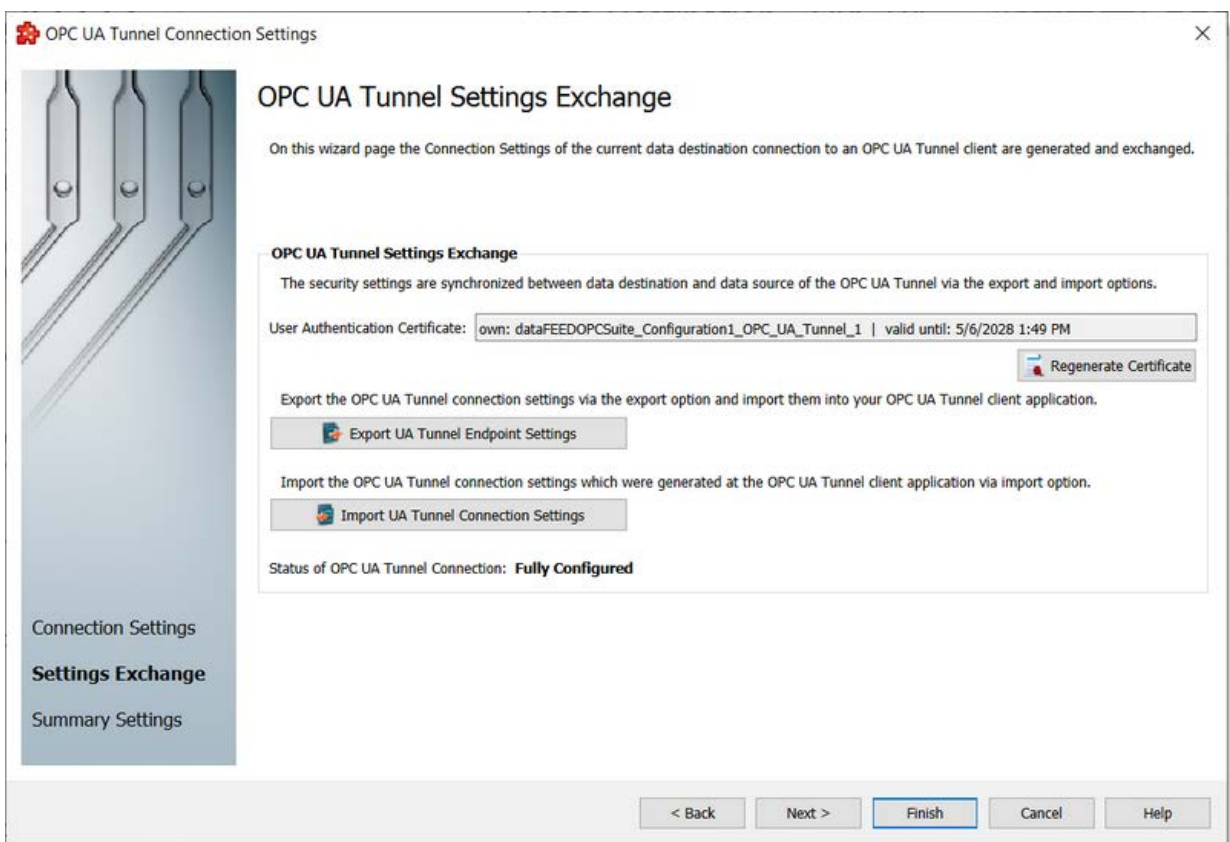 OPC UA Tunnel Connection Settings
OPC UA Tunnel Settings Exchange
On this wizard page the Connection Settings of the current data destination connection to an OPC UA Tunnel client are generated and exchanged.
OPC UA Tunnel Settings Exchange
The security settings are synchronized between data destination and data source of the OPC UA Tunnel via the export and import options.
User Authentication Certificate: own: dataFEEDOPCSuite_Configuration1_OPC_UA_Tunnel_1 | valid until: 5/6/2028 1:49 PM
Regenerate Certificate
Export the OPC UA Tunnel connection settings via the export option and import them into your OPC UA Tunnel client application.
Export UA Tunnel Endpoint Settings
Import the OPC UA Tunnel connection settings which were generated at the OPC UA Tunnel client application via import option.
Import UA Tunnel Connection Settings
Status of OPC UA Tunnel Connection: Fully Configured
Connection Settings
Settings Exchange
Summary Settings
< Back Next > Finish Cancel Help